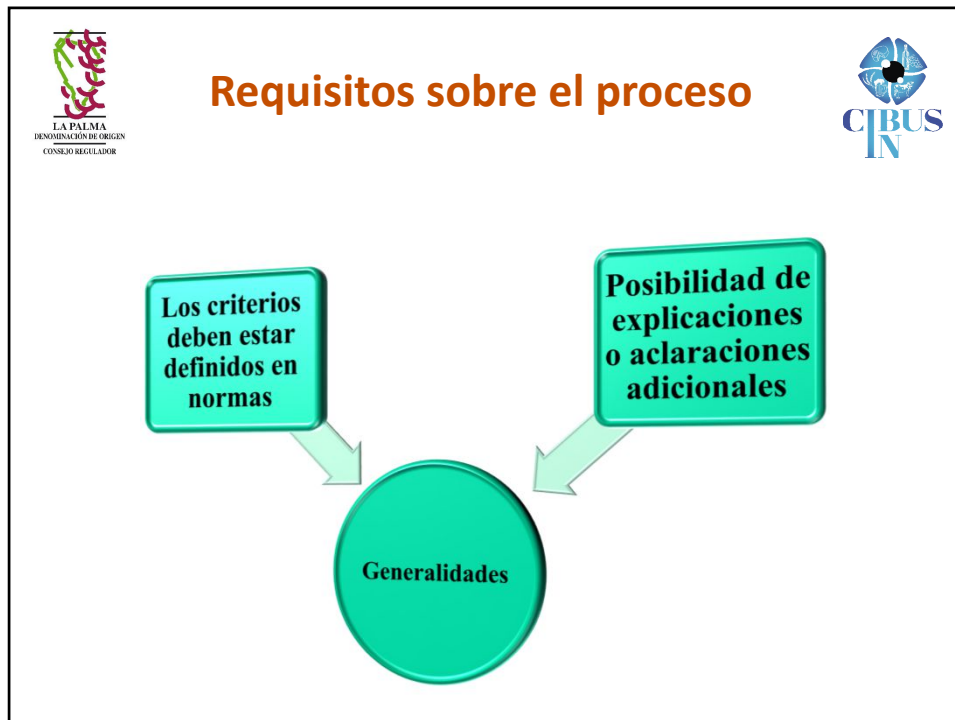 Requisitos sobre el proceso
LA PALMA
DENOMINACIÓN DE ORIGEN
CONSEJO REGULADOR
CIBUS
IN
Los criterios
deben estar
definidos en
normas
Posibilidad de
explicaciones
o aclaraciones
adicionales
Generalidades